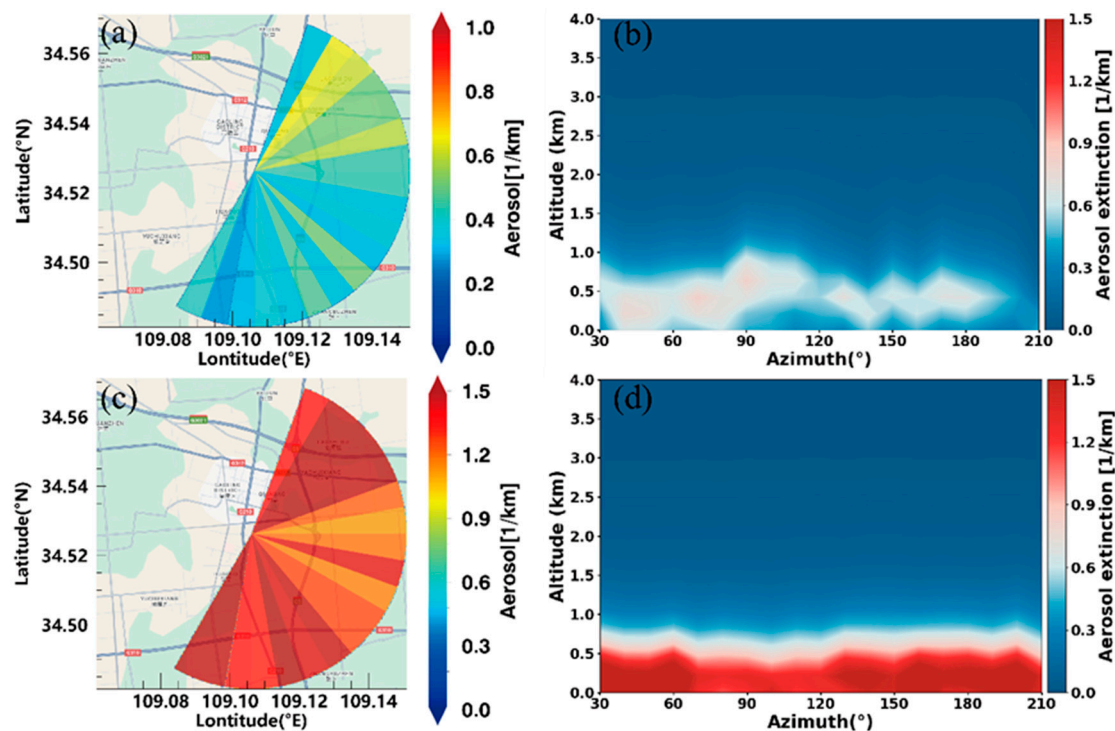 (a)
34.56
34.54
34.52
34.50
Latitude(°N)
109.08 109.10 109.12 109.14
Lontitude(°E)
1.0
0.8
0.6
0.4
0.2
0.0
Aerosol[1/km]
(b)
4.0
3.5
3.0
2.5
2.0
1.5
1.0
0.5
0.0
Altitude (km)
30 60 90 120 150 180 210
Azimuth(°)
1.5
1.2
0.9
0.6
0.3
0.0
Aerosol extinction [1/km]
(c)
34.56
34.54
34.52
34.50
Latitude(°N)
109.08 109.10 109.12 109.14
Lontitude(°E)
1.5
1.2
0.9
0.6
0.3
0.0
Aerosol[1/km]
(d)
4.0
3.5
3.0
2.5
2.0
1.5
1.0
0.5
0.0
Altitude (km)
30 60 90 120 150 180 210
Azimuth(°)
1.5
1.2
0.9
0.6
0.3
0.0
Aerosol extinction [1/km]